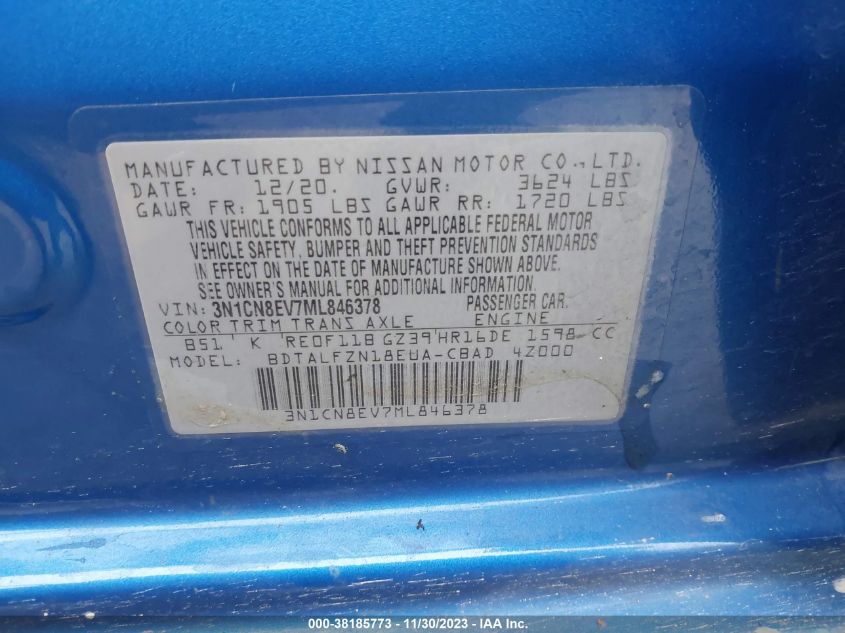 MANUFACTURED BY NISSAN MOTOR CO., LTD.
DATE: 12/20. GVWR: 3624 LBS
GAWR FR: 1905 LBS GAWR RR: 1720 LBS
THIS VEHICLE CONFORMS TO ALL APPLICABLE FEDERAL MOTOR
VEHICLE SAFETY, BUMPER AND THEFT PREVENTION STANDARDS
IN EFFECT ON THE DATE OF MANUFACTURE SHOWN ABOVE.
SEE OWNER'S MANUAL FOR ADDITIONAL INFORMATION.
VIN: 3N1CN8EV7ML846378 PASSENGER CAR.
COLOR TRIM TRANS AXLE ENGINE
B51' K RE0F11B GZ39'HR16DE 1598 CC
MODEL BDTALFZN18EUA-CBAD 4Z000
3N1CN8EV7ML846378
000-38185773 - 11/30/2023 - COPYRIGHT © IAA, INC.